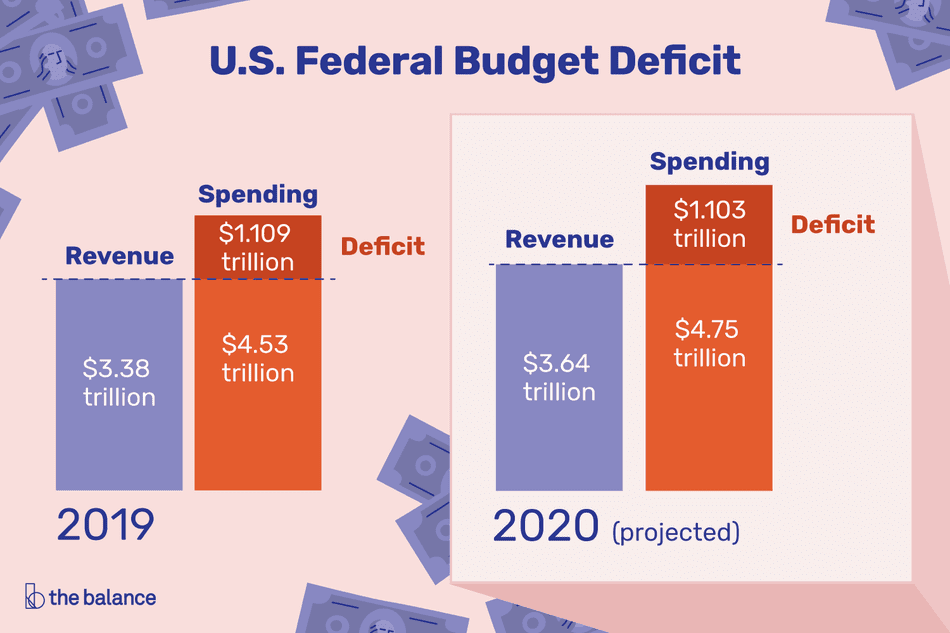 U.S. Federal Budget Deficit
Spending
$1.109
trillion
Deficit
Revenue
$4.53
trillion
$3.38
trillion
2019
Spending
$1.103
trillion
Deficit
Revenue
$4.75
trillion
$3.64
trillion
2020 (projected)
the balance